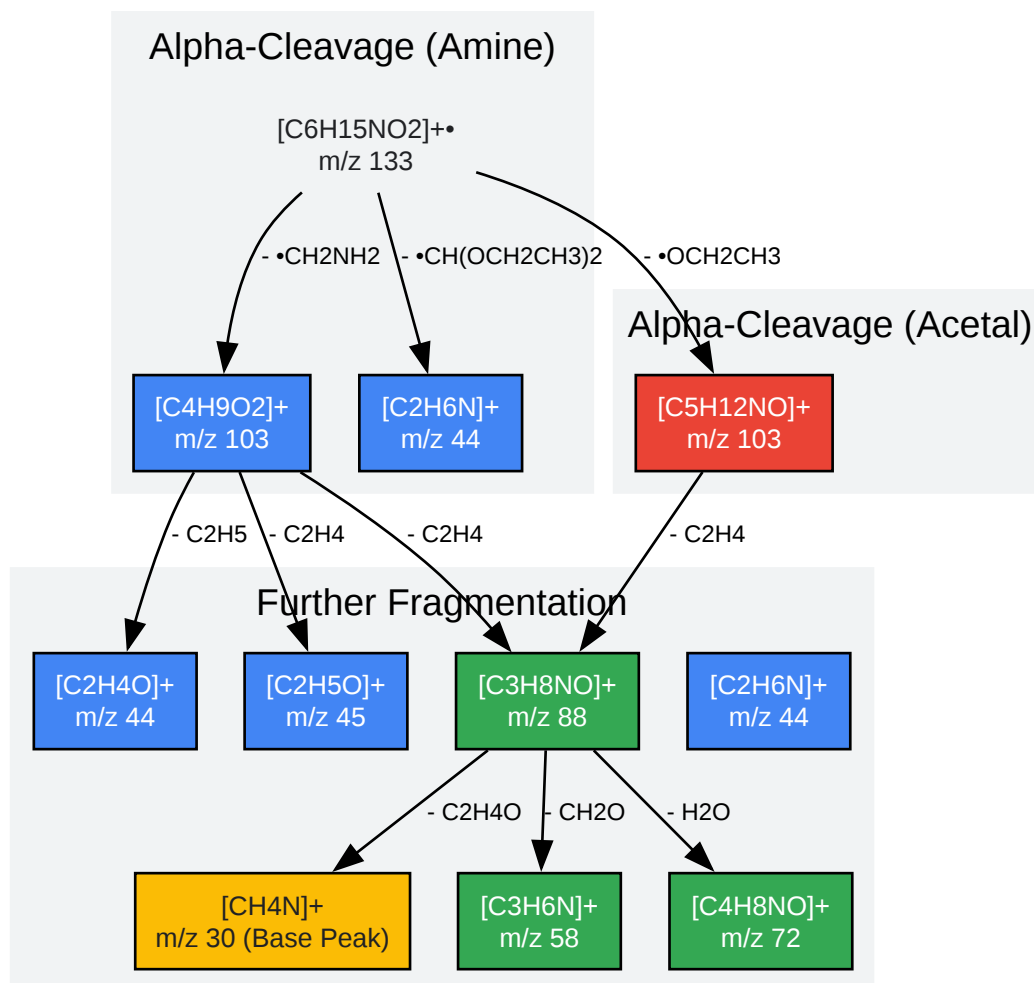 Alpha-Cleavage (Amine)
[C6H15NO2]+•
m/z 133
- •CH2NH2
- •CH(OCH2CH3)2
- •OCH2CH3
Alpha-Cleavage (Acetal)
[C4H9O2]+
m/z 103
[C2H6N]+
m/z 44
[C5H12NO]+
m/z 103
- C2H5
- C2H4
- C2H4
- C2H4
Further Fragmentation
[C2H4O]+
m/z 44
[C2H5O]+
m/z 45
[C3H8NO]+
m/z 88
[C2H6N]+
m/z 44
- C2H4O
- CH2O
- H2O
[CH4N]+
m/z 30 (Base Peak)
[C3H6N]+
m/z 58
[C4H8NO]+
m/z 72